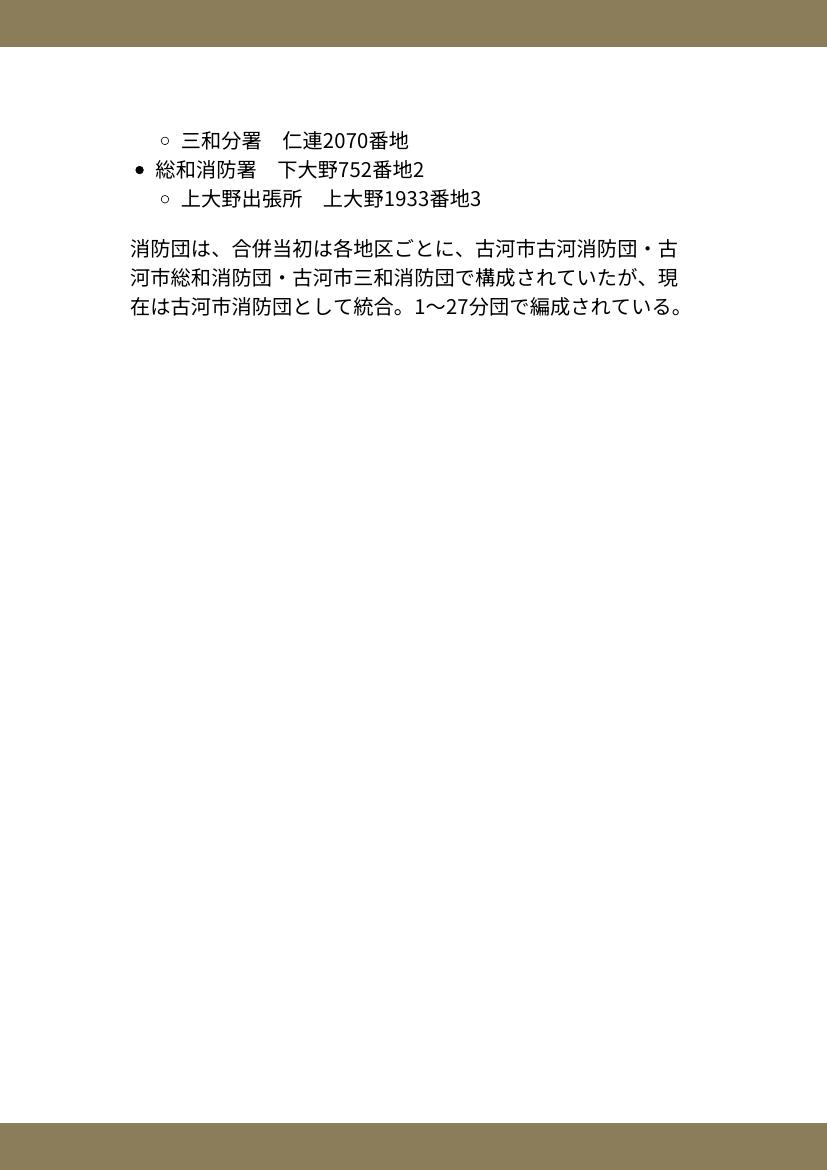 三和分署　仁連2070番地
総和消防署　下大野752番地2
上大野出張所　上大野1933番地3
消防団は、合併当初は各地区ごとに、古河市古河消防団・古
河市総和消防団・古河市三和消防団で構成されていたが、現
在は古河市消防団として統合。1～27分団で編成されている。